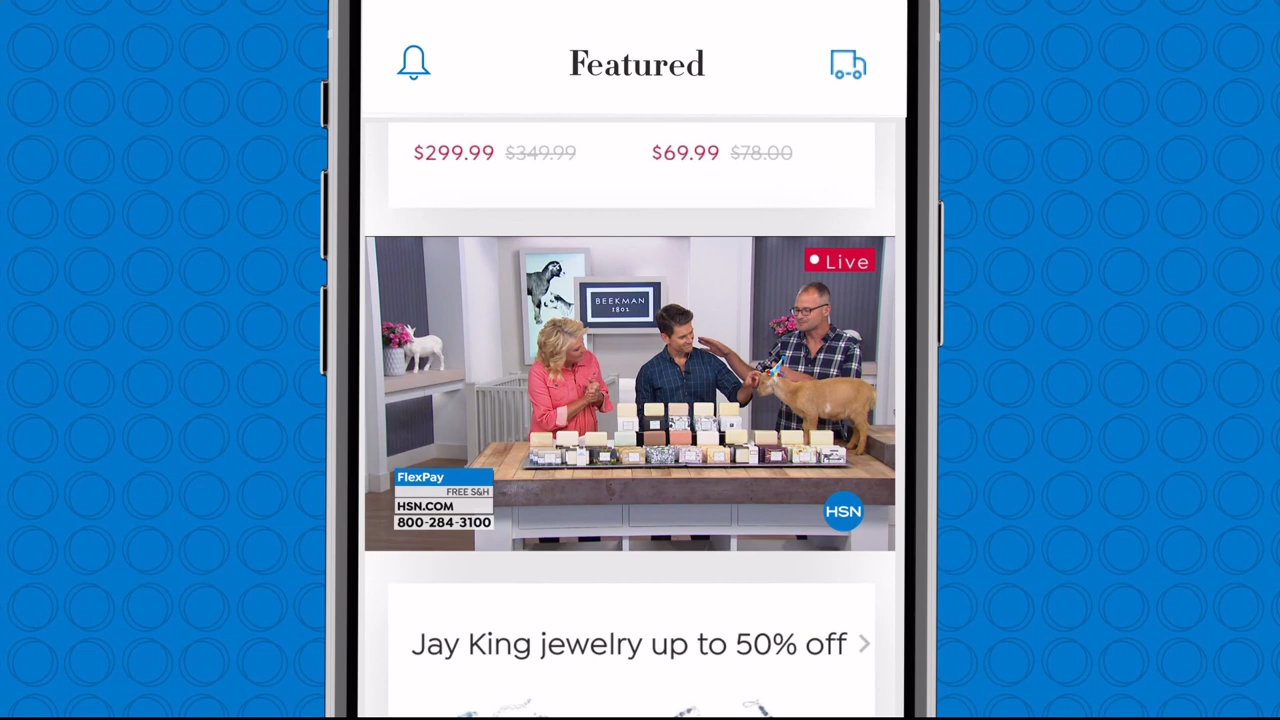 Featured
$299.99 $349.99 $69.99 $78.00
Live
BEEKMAN
1802
FlexPay
FREE S&H
HSN.COM
800-284-3100
HSN
Jay King jewelry up to 50% off